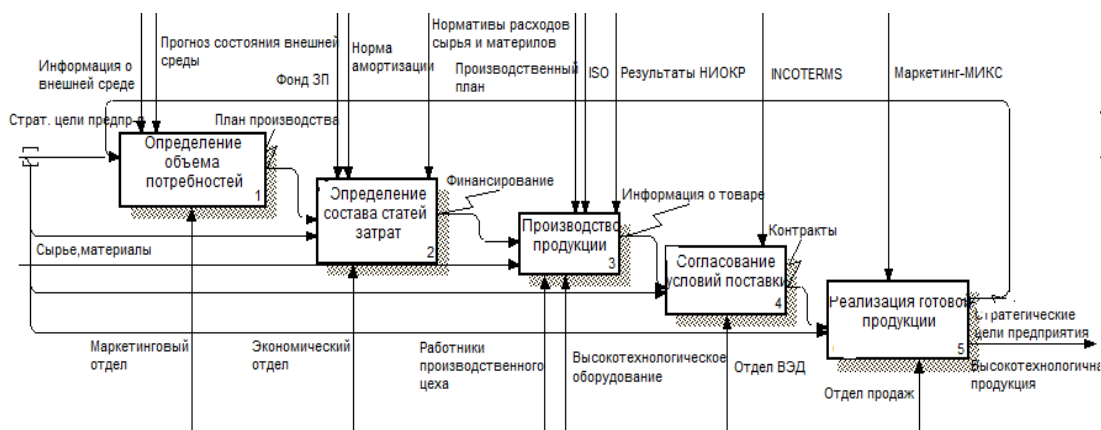 Прогноз состояния внешней
среды
Информация о
внешней среде
Фонд ЗП
Норма
амортизации
Нормативы расходов
сырья и материлов
Производственный
план
ISO
Результаты НИОКР
INCOTERMS
Маркетинг-МИКС
Страт. цели предпр-я
План производства
Определение
объема
потребностей
1
Определение
состава статей
затрат
2
Финансирование
Производство
продукции
3
Информация о товаре
Согласование
условий поставки
4
Контракты
Реализация готовой
продукции
5
Сырье,материалы
Стратегические
цели предприятия
Высокотехнологична
продукция
Маркетинговый
отдел
Экономический
отдел
Работники
производственного
цеха
Высокотехнологическое
оборудование
Отдел ВЭД
Отдел продаж